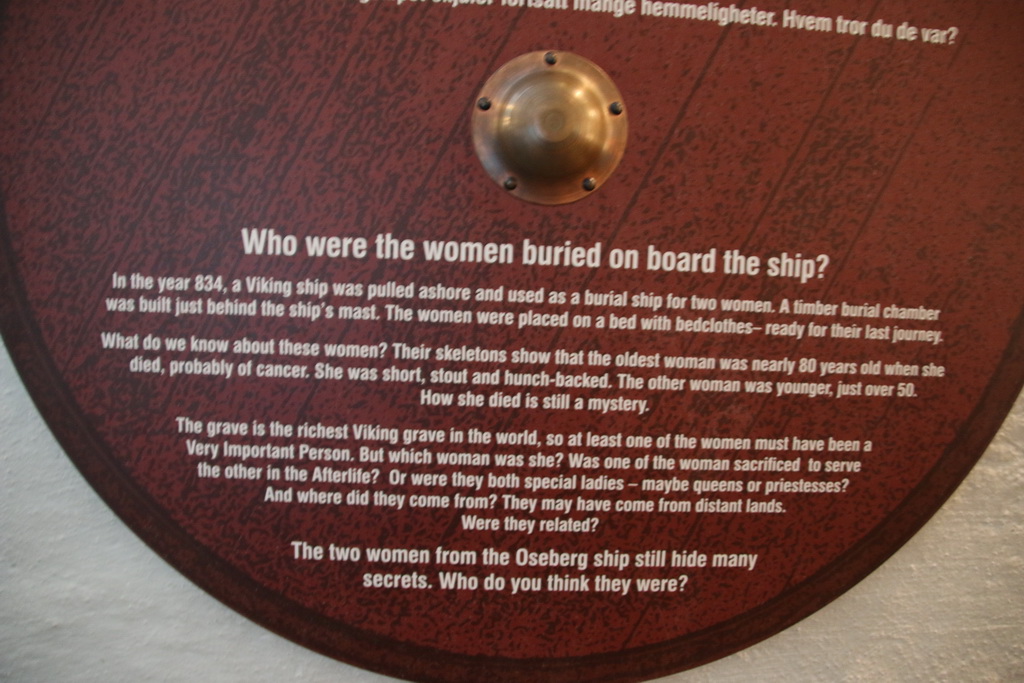 fortsatt mange hemmeligheter. Hvem tror du de var?
Who were the women buried on board the ship?
In the year 834, a Viking ship was pulled ashore and used as a burial ship for two women. A timber burial chamber
was built just behind the ship's mast. The women were placed on a bed with bedclothes– ready for their last journey.
What do we know about these women? Their skeletons show that the oldest woman was nearly 80 years old when she
died, probably of cancer. She was short, stout and hunch-backed. The other woman was younger, just over 50.
How she died is still a mystery.
The grave is the richest Viking grave in the world, so at least one of the women must have been a
Very Important Person. But which woman was she? Was one of the woman sacrificed to serve
the other in the Afterlife? Or were they both special ladies – maybe queens or priestesses?
And where did they come from? They may have come from distant lands.
Were they related?
The two women from the Oseberg ship still hide many
secrets. Who do you think they were?